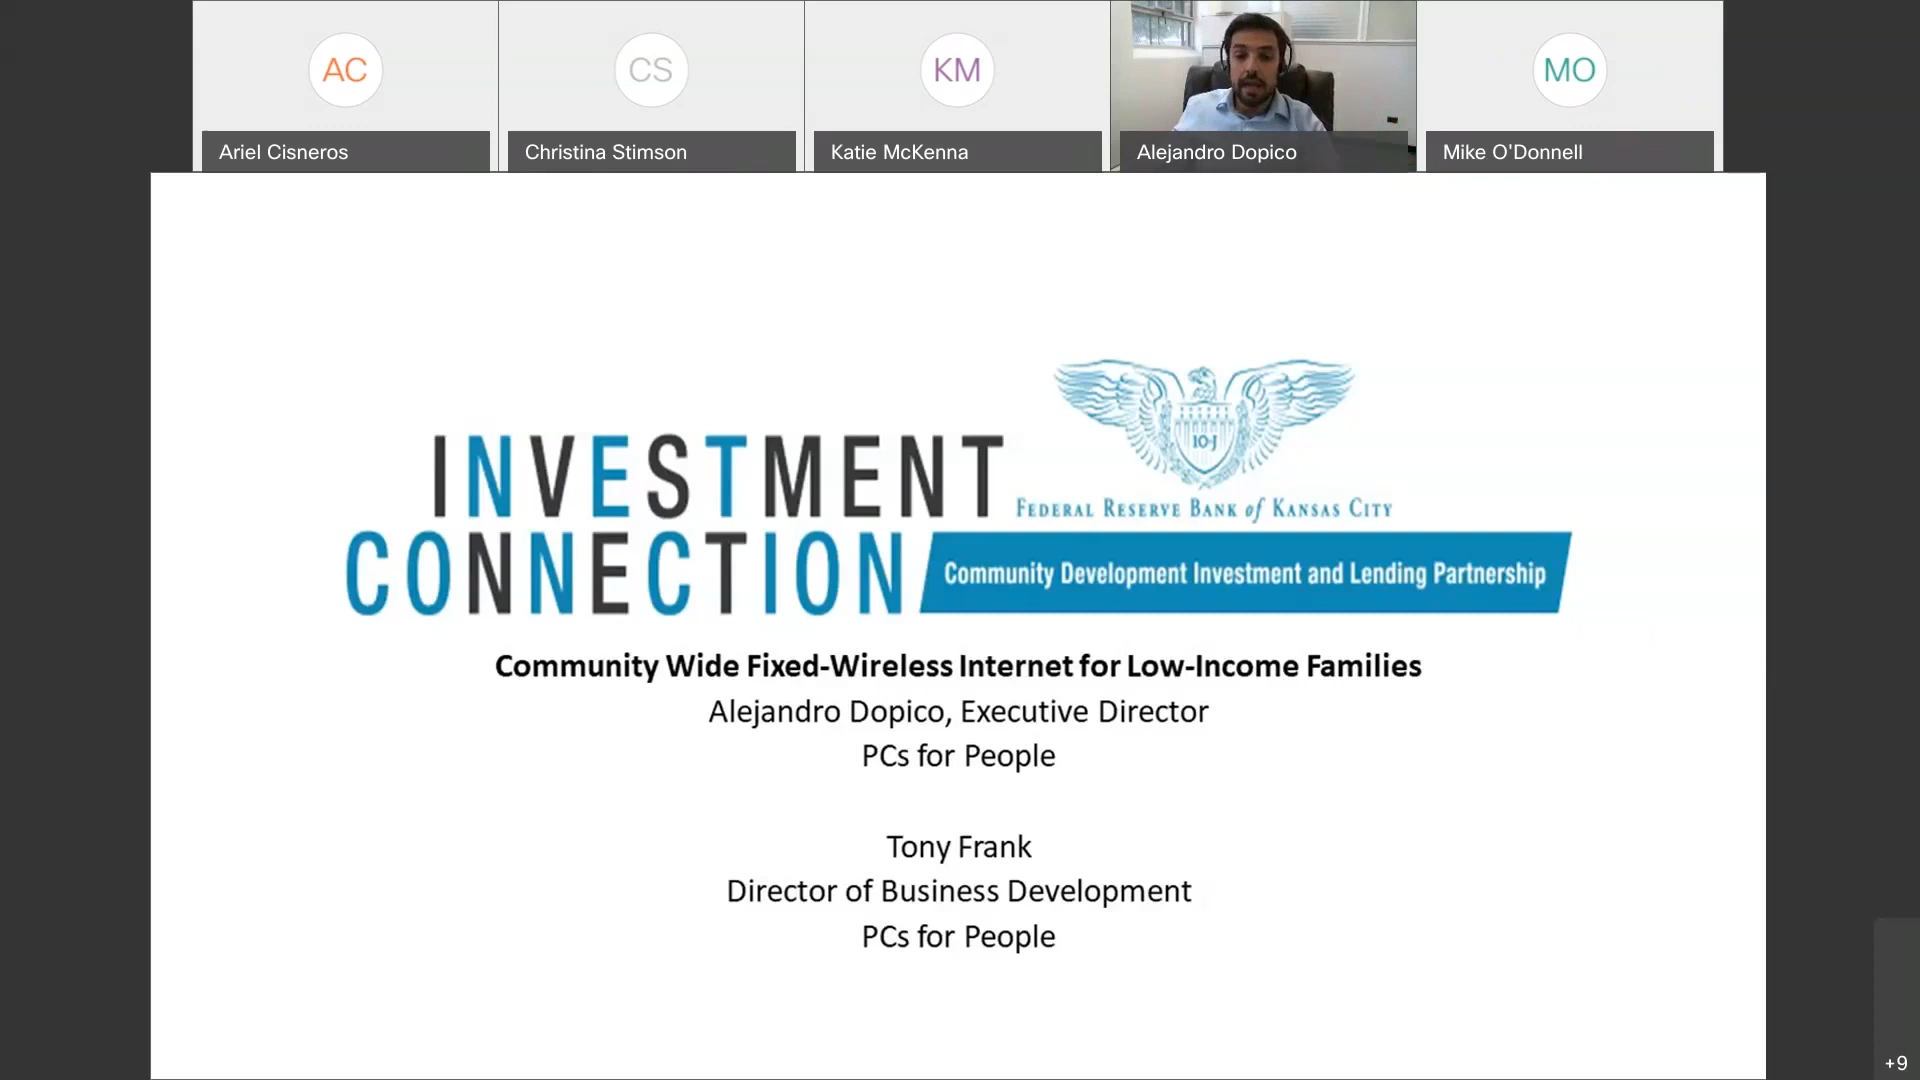 AC
CS
KM
MO
Ariel Cisneros
Christina Stimson
Katie McKenna
Alejandro Dopico
Mike O'Donnell
10-J
INVESTMENT
FEDERAL RESERVE BANK of KANSAS CITY
CONNECTION
Community Development Investment and Lending Partnership
Community Wide Fixed-Wireless Internet for Low-Income Families
Alejandro Dopico, Executive Director
PCs for People
Tony Frank
Director of Business Development
PCs for People
+9